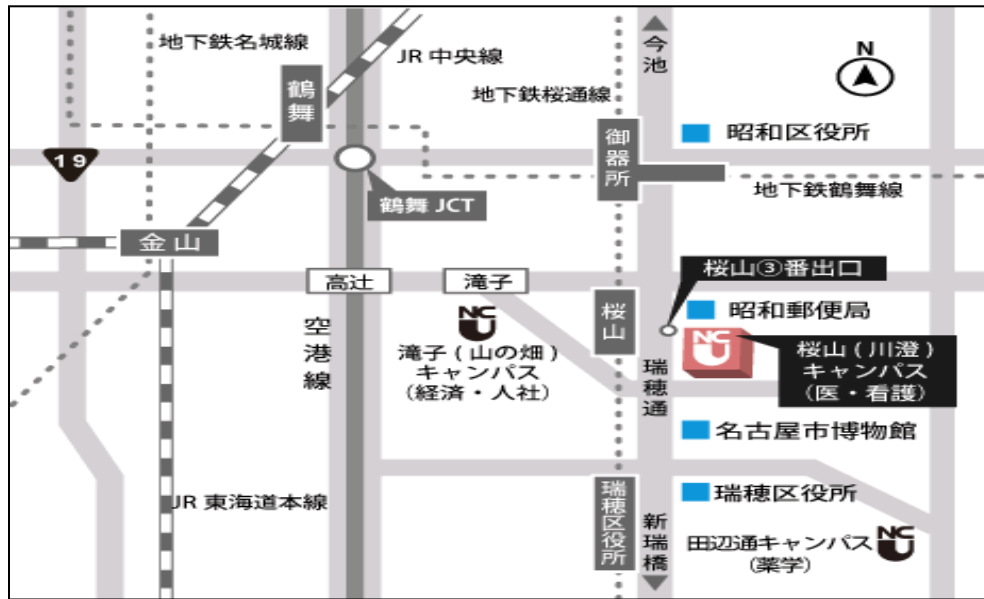 地下鉄名城線
JR 中央線
今池
N
鶴舞
地下鉄桜通線
昭和区役所
御器所
19
地下鉄鶴舞線
鶴舞 JCT
金山
桜山③番出口
高辻
滝子
昭和郵便局
桜山
NCU
NCU
空港線
滝子 ( 山の畑 )
キャンパス
(経済・人社)
桜山 ( 川澄 )
キャンパス
(医・看護)
瑞穂通
名古屋市博物館
瑞穂区役所
瑞穂区役所
JR 東海道本線
新瑞橋
田辺通キャンパス
(薬学)
NCU